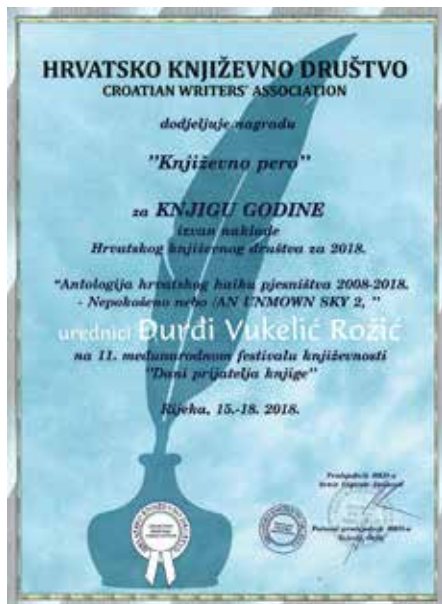 HRVATSKO KNJIŽEVNO DRUŠTVO
CROATIAN WRITERS' ASSOCIATION
dodjeljuje nagradu
"Književno pero"
za KNJIGU GODINE
izvan naklade
Hrvatskog književnog društva za 2018.
"Antologija hrvatskog haiku pjesništva 2008-2018.
- Nepokošeno nebo /AN UNMOWN SKY 2, "
urednici Đurđi Vukelić Rožić
na 11. međunarodnom festivalu književnosti
"Dani prijatelja knjige"
Rijeka, 15.-18. 2018.
Predsjednik HKD-a